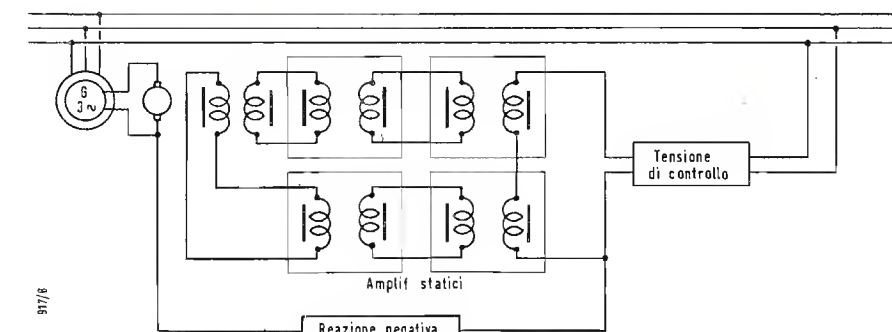 G
3~
Tensione
di controllo
Amplif statici
Reazione negativa
917/6